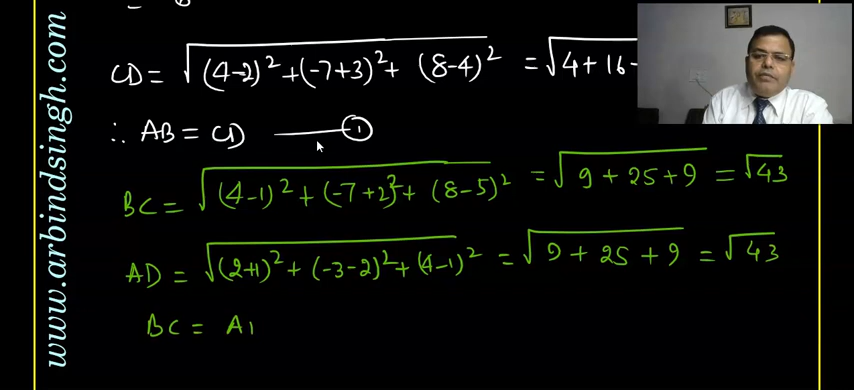 CD = √(4-2)² + (-7+3)² + (8-4)² = √4 + 16
∴ AB = CD —— ①
BC = √(4-1)² + (-7+2)² + (8-5)² = √9 + 25 + 9 = √43
AD = √(2+1)² + (-3-2)² + (4-1)² = √9 + 25 + 9 = √43
BC = A
www.arbindsingh.com